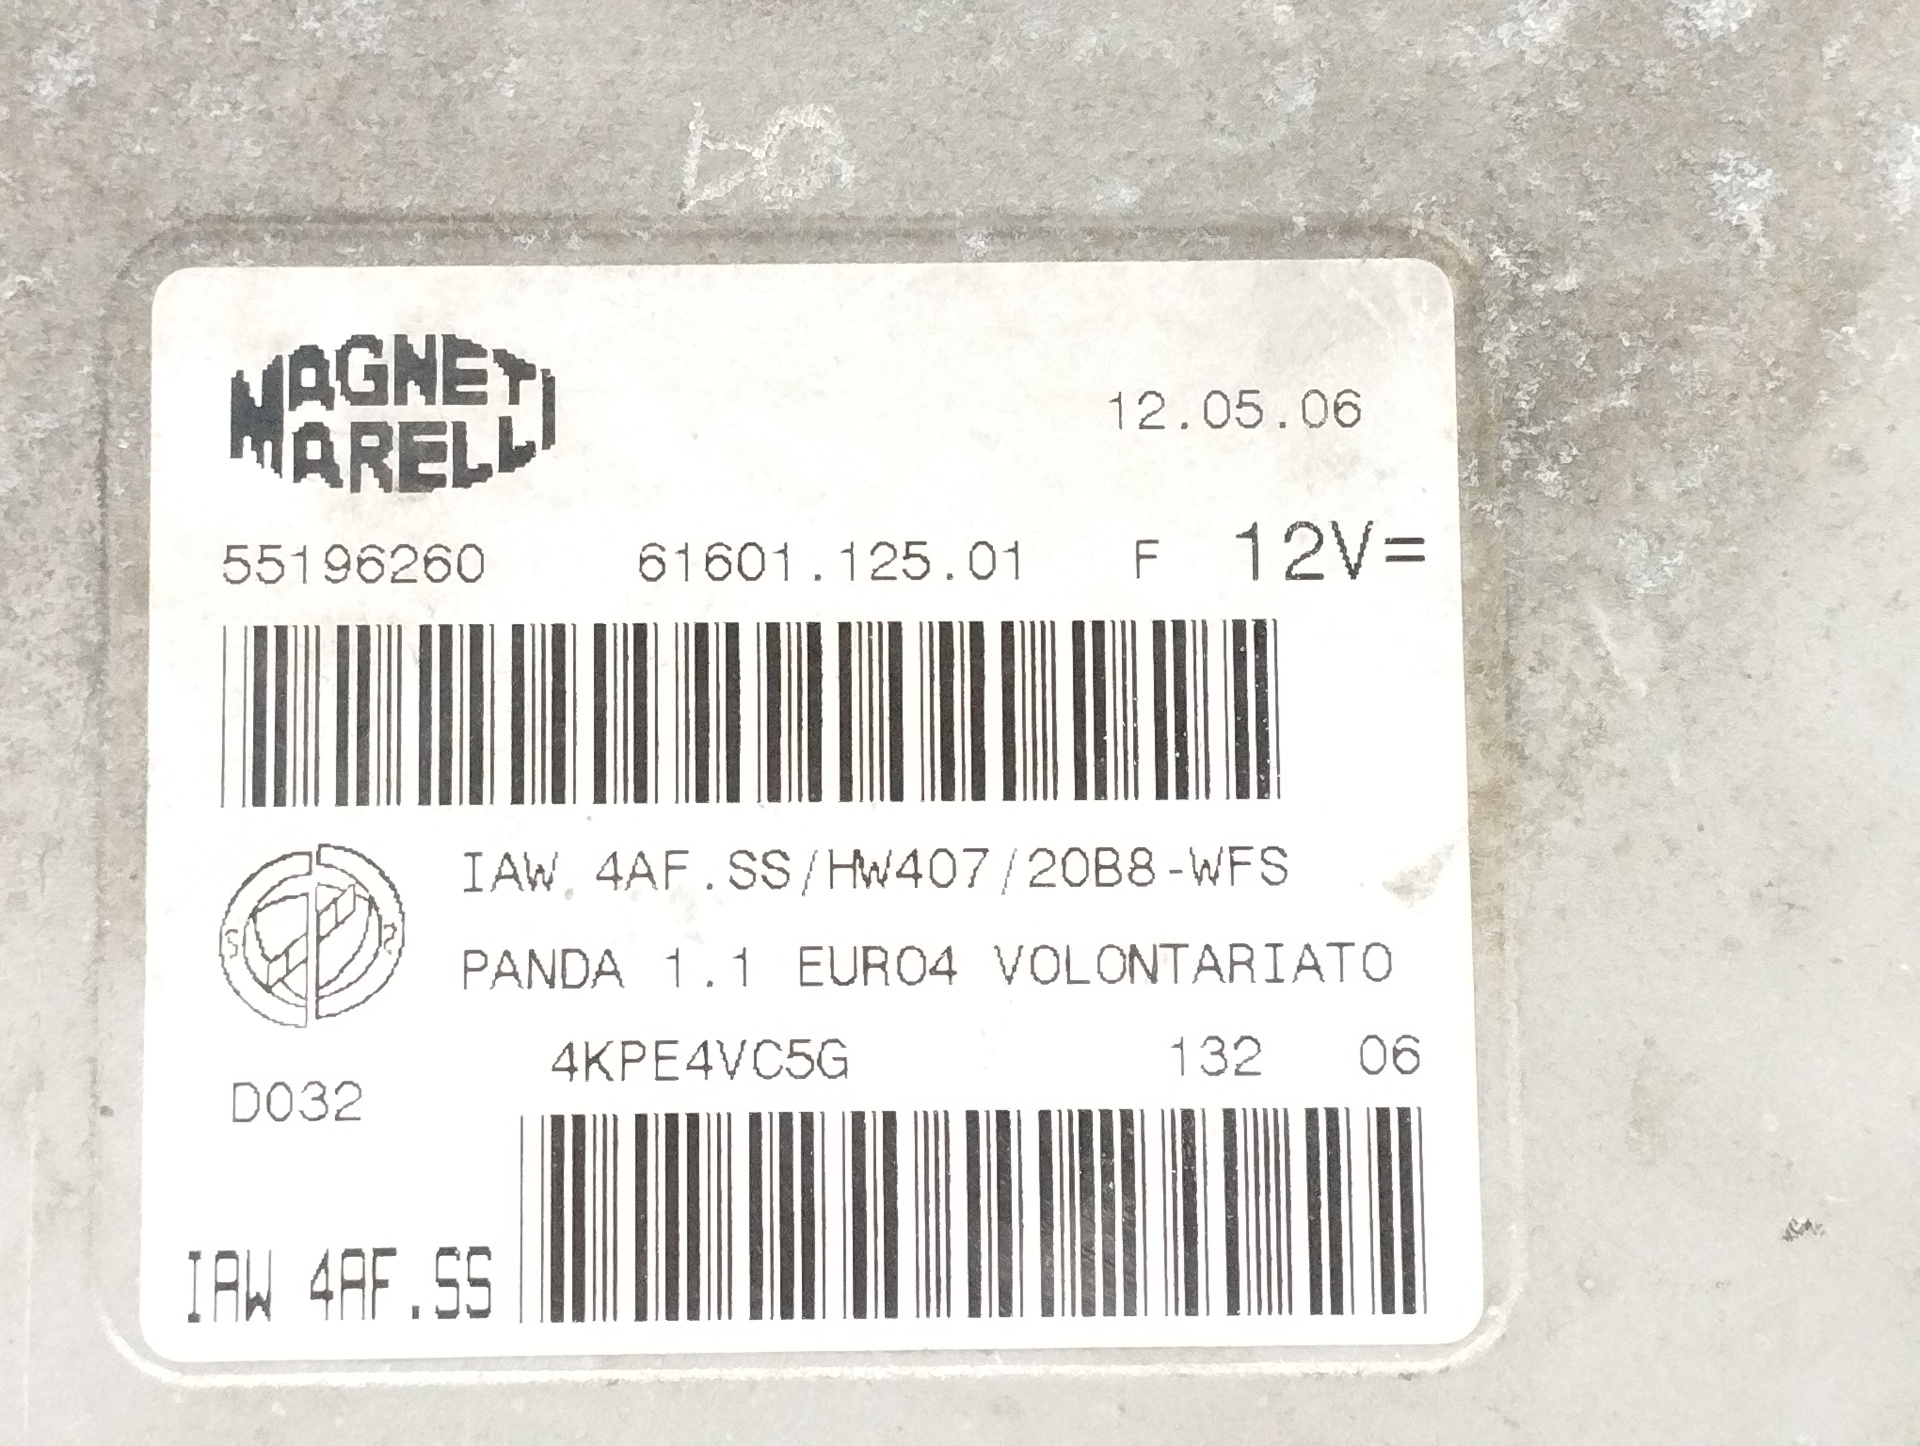 MAGNETI
MARELLI
12.05.06
55196260 61601.125.01 F 12V=
IAW 4AF.SS/HW407/20B8-WFS
PANDA 1.1 EURO4 VOLONTARIATO
4KPE4VC5G 132 06
D032
IAW 4AF.SS